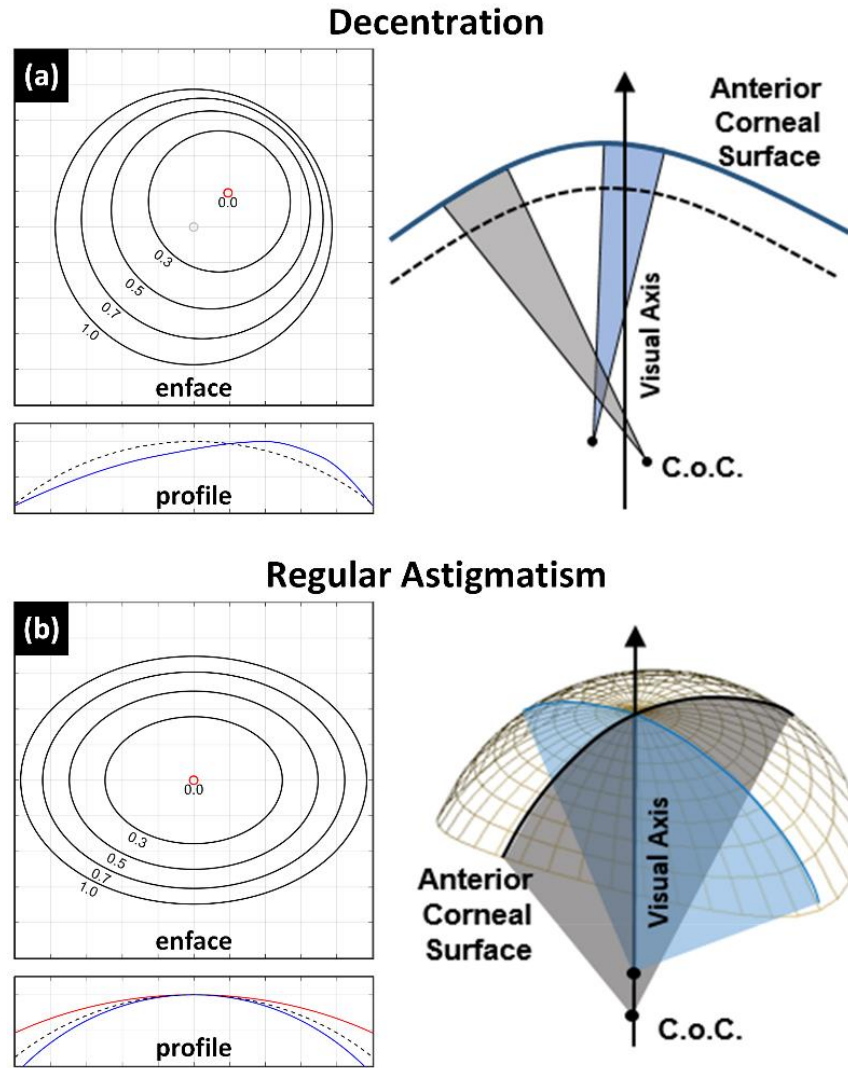 Decentration
(a)
0.0
0.3
0.5
0.7
1.0
enface
profile
Anterior
Corneal
Surface
Visual Axis
C.o.C.
Regular Astigmatism
(b)
0.0
0.3
0.5
0.7
1.0
enface
profile
Visual Axis
Anterior
Corneal
Surface
C.o.C.